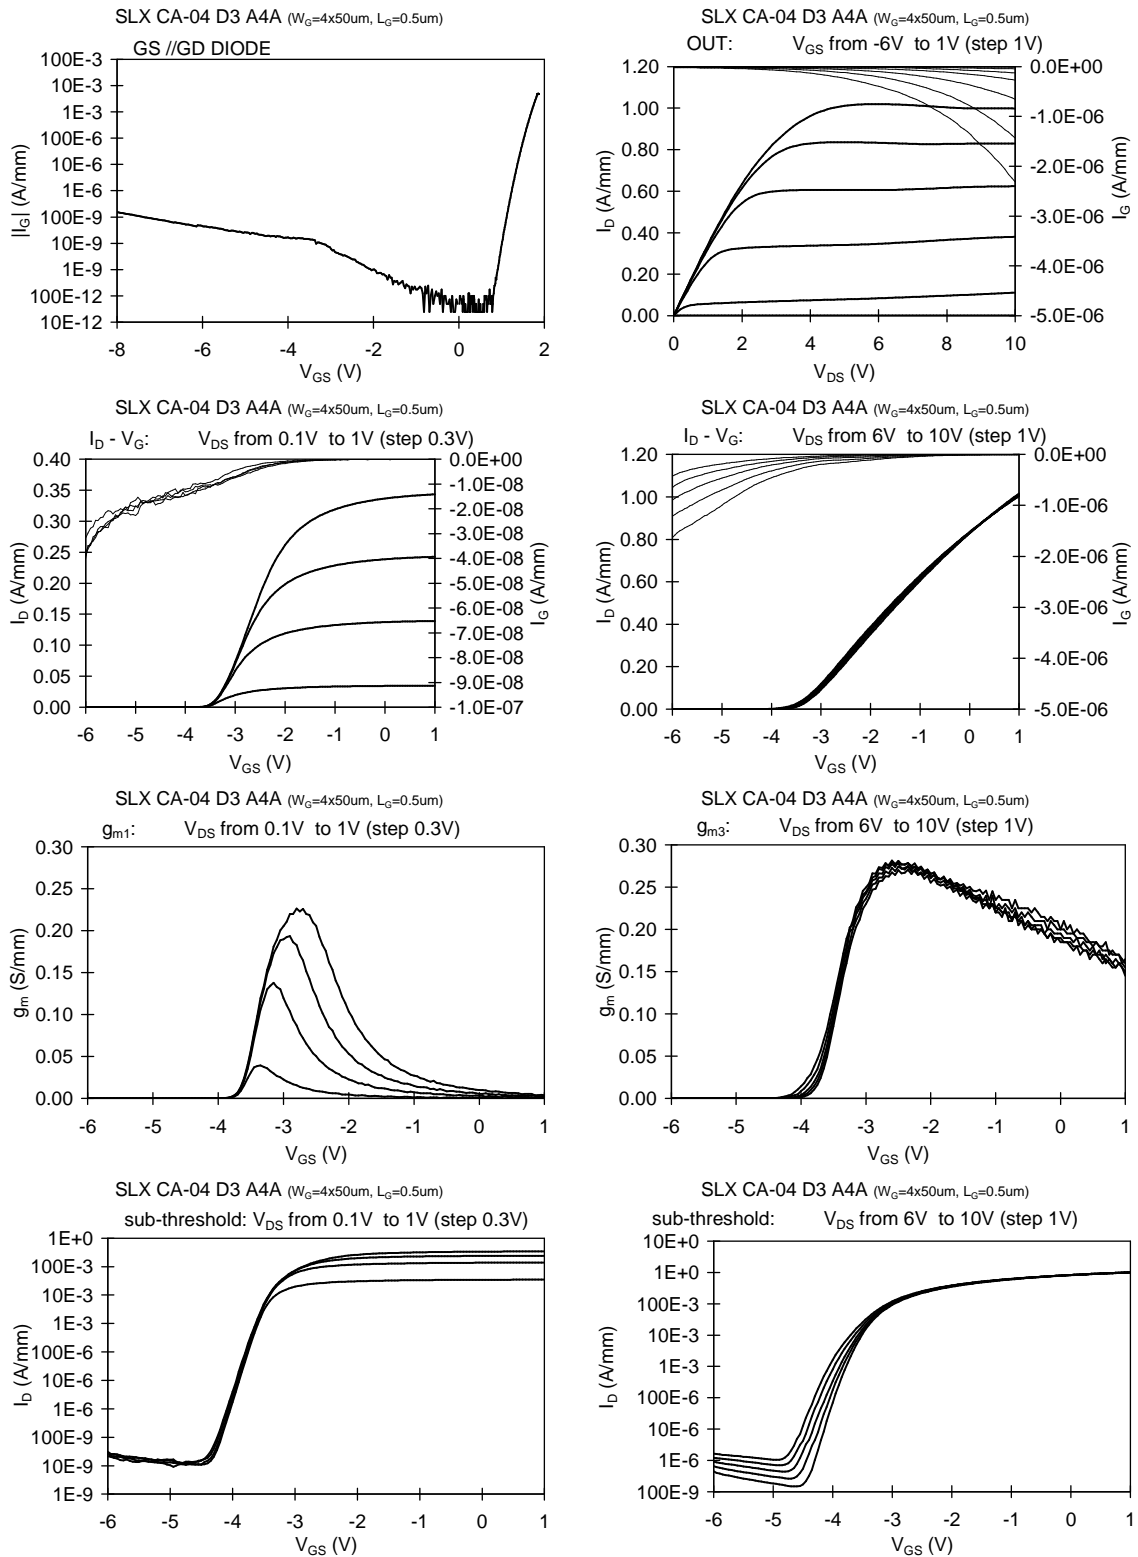 SLX CA-04 D3 A4A (WG=4x50um, LG=0.5um)
GS //GD DIODE
100E-3
10E-3
1E-3
100E-6
10E-6
1E-6
100E-9
10E-9
1E-9
100E-12
10E-12
|IG| (A/mm)
-8 -6 -4 -2 0 2
VGS (V)
SLX CA-04 D3 A4A (WG=4x50um, LG=0.5um)
OUT: VGS from -6V to 1V (step 1V)
1.20
1.00
0.80
0.60
0.40
0.20
0.00
ID (A/mm)
0.0E+00
-1.0E-06
-2.0E-06
-3.0E-06
-4.0E-06
-5.0E-06
IG (A/mm)
0 2 4 6 8 10
VDS (V)
SLX CA-04 D3 A4A (WG=4x50um, LG=0.5um)
ID - VG: VDS from 0.1V to 1V (step 0.3V)
0.40
0.35
0.30
0.25
0.20
0.15
0.10
0.05
0.00
ID (A/mm)
0.0E+00
-1.0E-08
-2.0E-08
-3.0E-08
-4.0E-08
-5.0E-08
-6.0E-08
-7.0E-08
-8.0E-08
-9.0E-08
-1.0E-07
IG (A/mm)
-6 -5 -4 -3 -2 -1 0 1
VGS (V)
SLX CA-04 D3 A4A (WG=4x50um, LG=0.5um)
ID - VG: VDS from 6V to 10V (step 1V)
1.20
1.00
0.80
0.60
0.40
0.20
0.00
ID (A/mm)
0.0E+00
-1.0E-06
-2.0E-06
-3.0E-06
-4.0E-06
-5.0E-06
IG (A/mm)
-6 -5 -4 -3 -2 -1 0 1
VGS (V)
SLX CA-04 D3 A4A (WG=4x50um, LG=0.5um)
gm1: VDS from 0.1V to 1V (step 0.3V)
0.30
0.25
0.20
0.15
0.10
0.05
0.00
gm (S/mm)
-6 -5 -4 -3 -2 -1 0 1
VGS (V)
SLX CA-04 D3 A4A (WG=4x50um, LG=0.5um)
gm3: VDS from 6V to 10V (step 1V)
0.30
0.25
0.20
0.15
0.10
0.05
0.00
gm (S/mm)
-6 -5 -4 -3 -2 -1 0 1
VGS (V)
SLX CA-04 D3 A4A (WG=4x50um, LG=0.5um)
sub-threshold: VDS from 0.1V to 1V (step 0.3V)
1E+0
100E-3
10E-3
1E-3
100E-6
10E-6
1E-6
100E-9
10E-9
1E-9
ID (A/mm)
-6 -5 -4 -3 -2 -1 0 1
VGS (V)
SLX CA-04 D3 A4A (WG=4x50um, LG=0.5um)
sub-threshold: VDS from 6V to 10V (step 1V)
10E+0
1E+0
100E-3
10E-3
1E-3
100E-6
10E-6
1E-6
100E-9
ID (A/mm)
-6 -5 -4 -3 -2 -1 0 1
VGS (V)